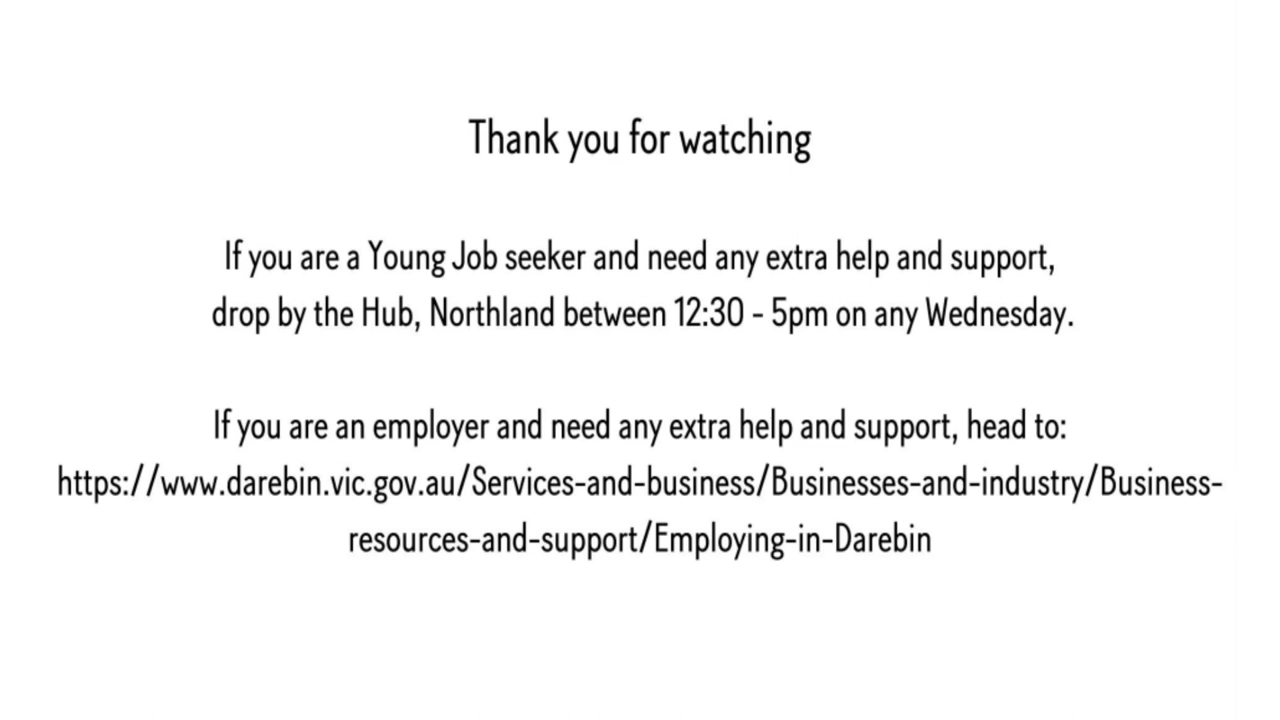 Thank you for watching
If you are a Young Job seeker and need any extra help and support,
drop by the Hub, Northland between 12:30 - 5pm on any Wednesday.
If you are an employer and need any extra help and support, head to:
https://www.darebin.vic.gov.au/Services-and-business/Businesses-and-industry/Business-
resources-and-support/Employing-in-Darebin